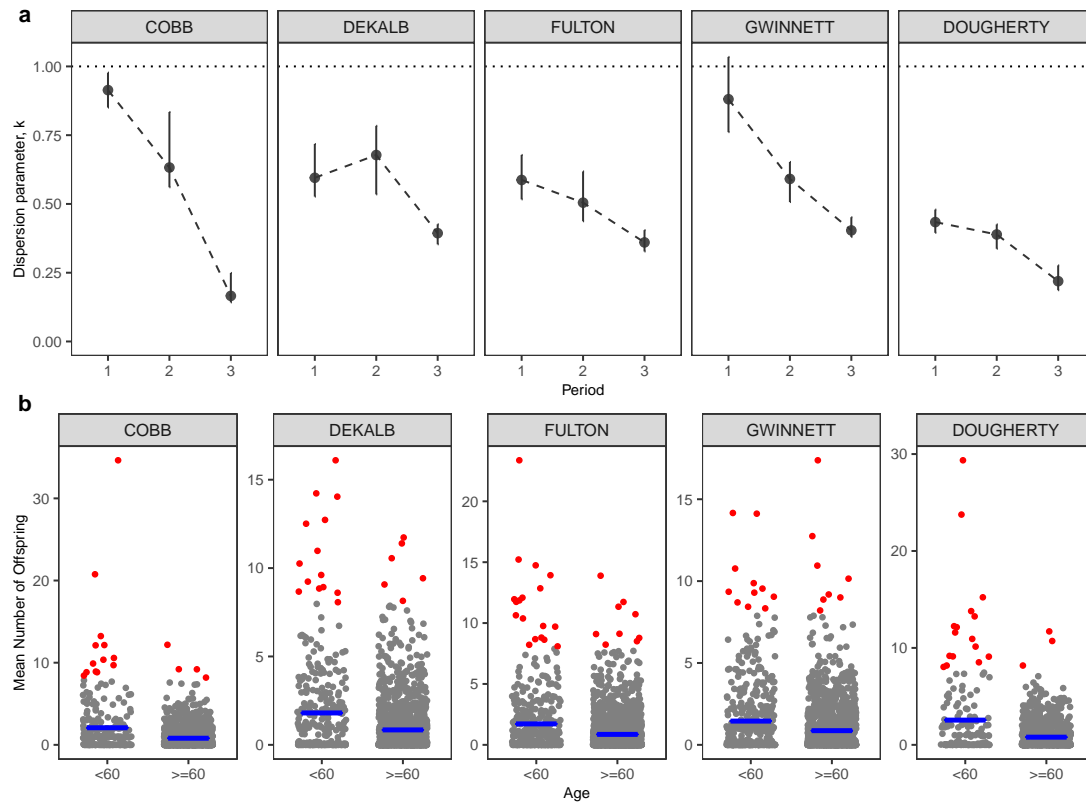 a
COBB DEKALB FULTON GWINNETT DOUGHERTY
Dispersion parameter, k
1.00
0.75
0.50
0.25
0.00
1 2 3 1 2 3 1 2 3 1 2 3 1 2 3
Period
b
COBB DEKALB FULTON GWINNETT DOUGHERTY
Mean Number of Offspring
30
20
10
0
15
10
5
0
20
15
10
5
0
15
10
5
0
30
20
10
0
<60 >=60 <60 >=60 <60 >=60 <60 >=60 <60 >=60
Age